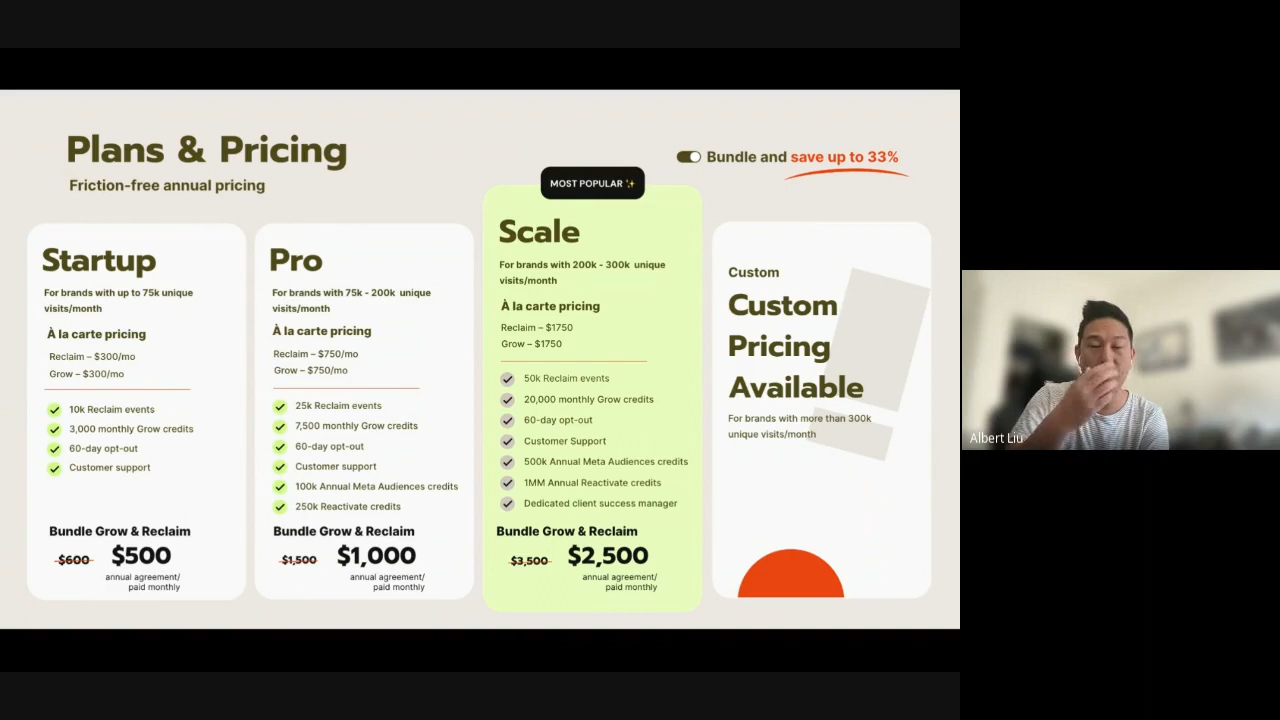 Plans & Pricing
Friction-free annual pricing
Bundle and save up to 33%
Startup
For brands with up to 75k unique
visits/month
À la carte pricing
Reclaim – $300/mo
Grow – $300/mo
10k Reclaim events
3,000 monthly Grow credits
60-day opt-out
Customer support
Bundle Grow & Reclaim
$600 $500
annual agreement/
paid monthly
Pro
For brands with 75k - 200k unique
visits/month
À la carte pricing
Reclaim – $750/mo
Grow – $750/mo
25k Reclaim events
7,500 monthly Grow credits
60-day opt-out
Customer support
100k Annual Meta Audiences credits
250k Reactivate credits
Bundle Grow & Reclaim
$1,500 $1,000
annual agreement/
paid monthly
MOST POPULAR ✨
Scale
For brands with 200k - 300k unique
visits/month
À la carte pricing
Reclaim – $1750
Grow – $1750
50k Reclaim events
20,000 monthly Grow credits
60-day opt-out
Customer Support
500k Annual Meta Audiences credits
1MM Annual Reactivate credits
Dedicated client success manager
Bundle Grow & Reclaim
$3,500 $2,500
annual agreement/
paid monthly
Custom
Custom
Pricing
Available
For brands with more than 300k
unique visits/month
Albert Liu